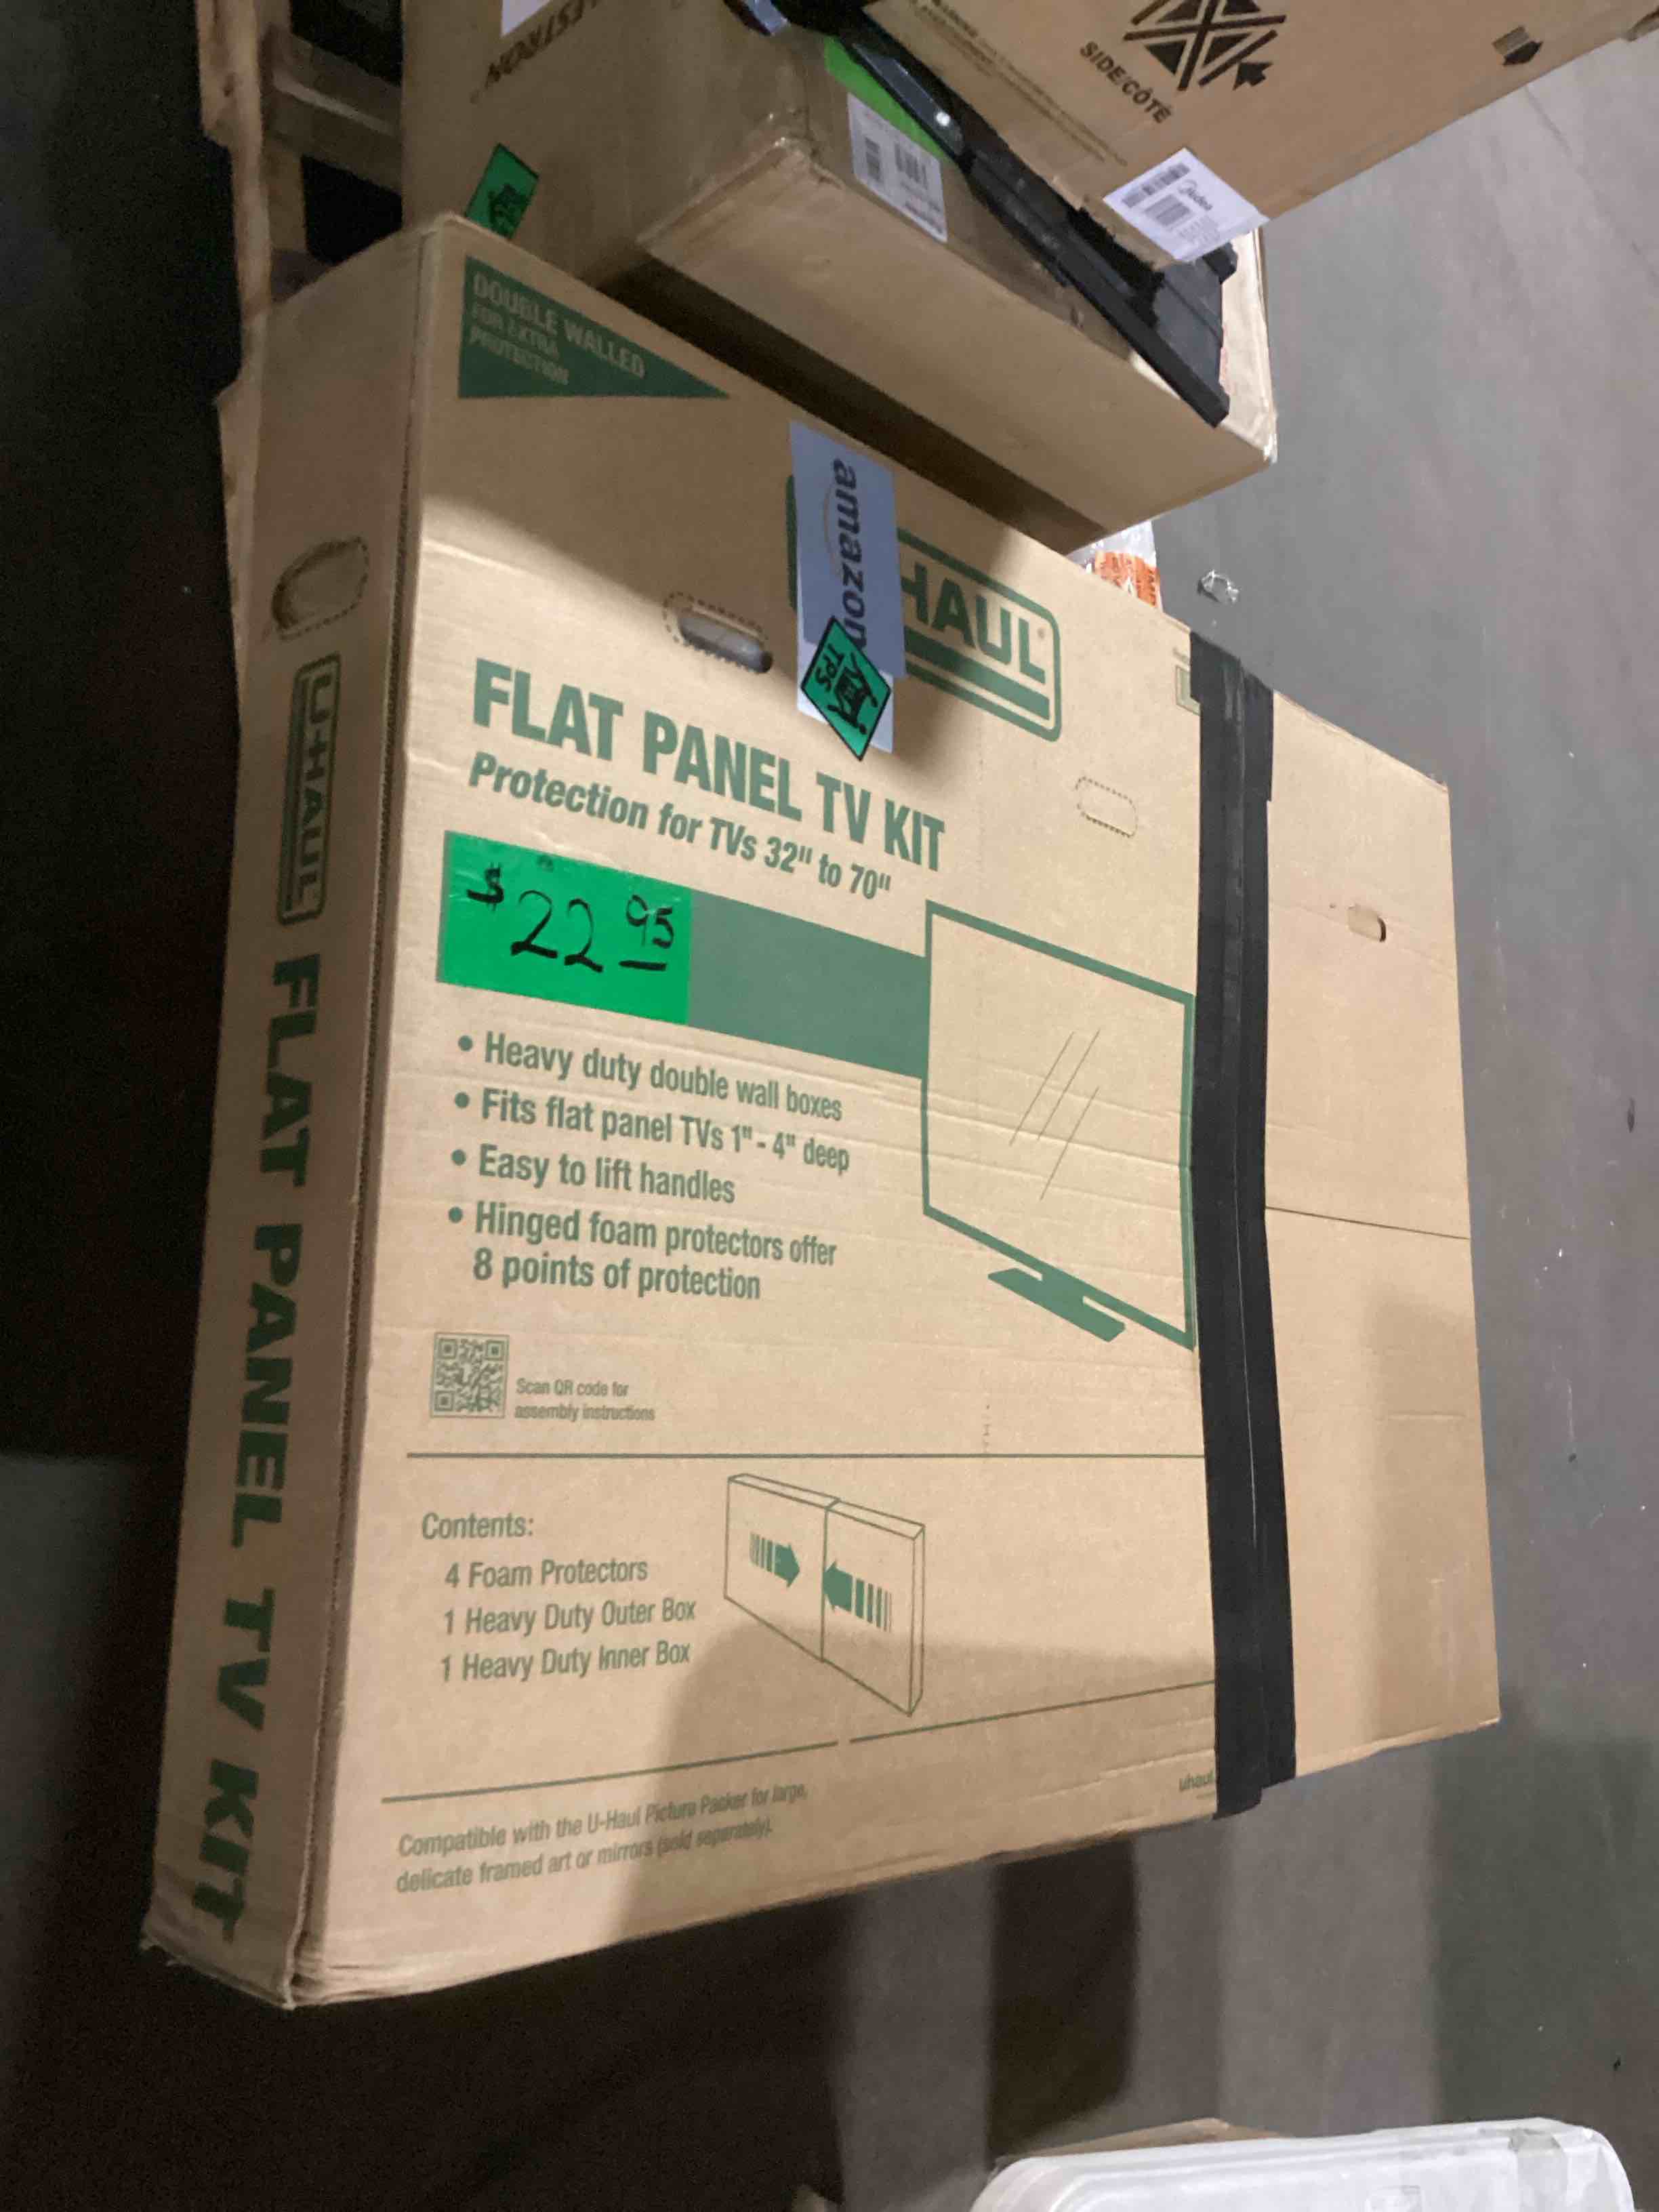 SIDE/CÔTÉ
Midea
DOUBLE WALLED
FOR EXTRA
PROTECTION
amazon
HAUL
TPS
FLAT PANEL TV KIT
Protection for TVs 32" to 70"
$22 95
• Heavy duty double wall boxes
• Fits flat panel TVs 1" - 4" deep
• Easy to lift handles
• Hinged foam protectors offer
8 points of protection
Scan QR code for
assembly instructions
Contents:
4 Foam Protectors
1 Heavy Duty Outer Box
1 Heavy Duty Inner Box
Compatible with the U-Haul Picture Packer for large,
delicate framed art or mirrors (sold separately).
uhaul.
U-HAUL FLAT PANEL TV KIT